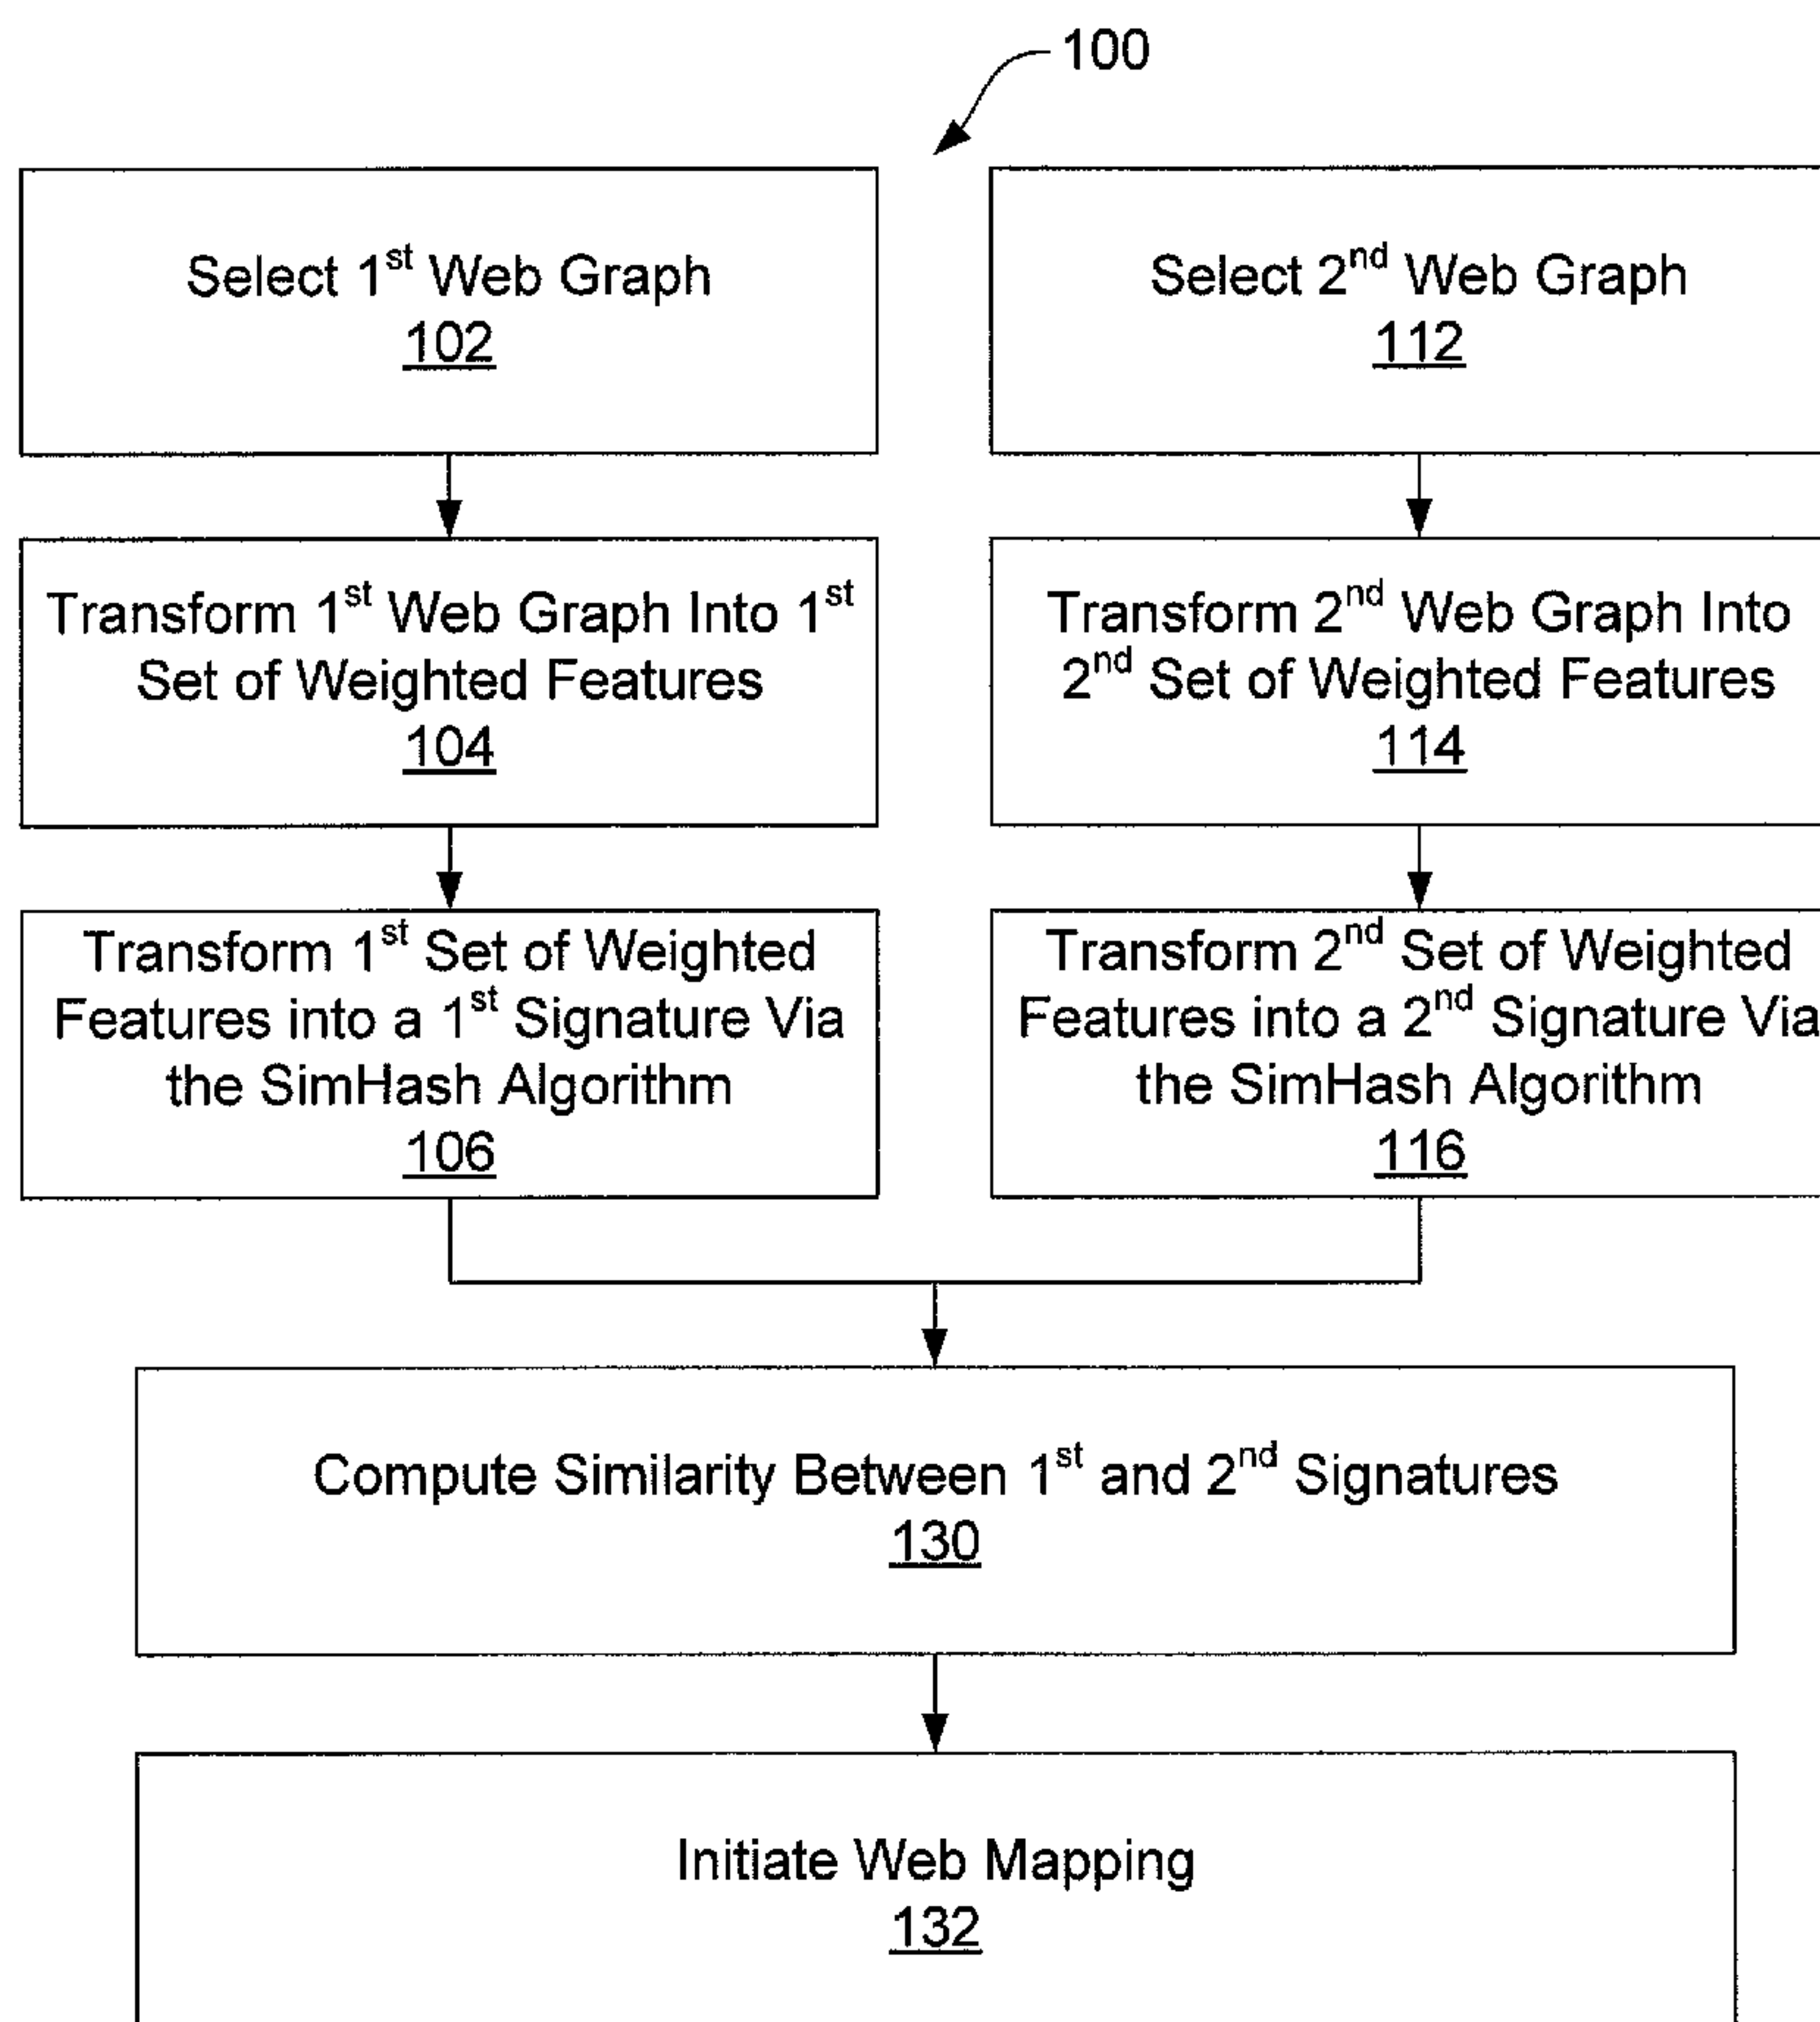 100
Select 1st Web Graph
102
Transform 1st Web Graph Into 1st
Set of Weighted Features
104
Transform 1st Set of Weighted
Features into a 1st Signature Via
the SimHash Algorithm
106
Select 2nd Web Graph
112
Transform 2nd Web Graph Into
2nd Set of Weighted Features
114
Transform 2nd Set of Weighted
Features into a 2nd Signature Via
the SimHash Algorithm
116
Compute Similarity Between 1st and 2nd Signatures
130
Initiate Web Mapping
132